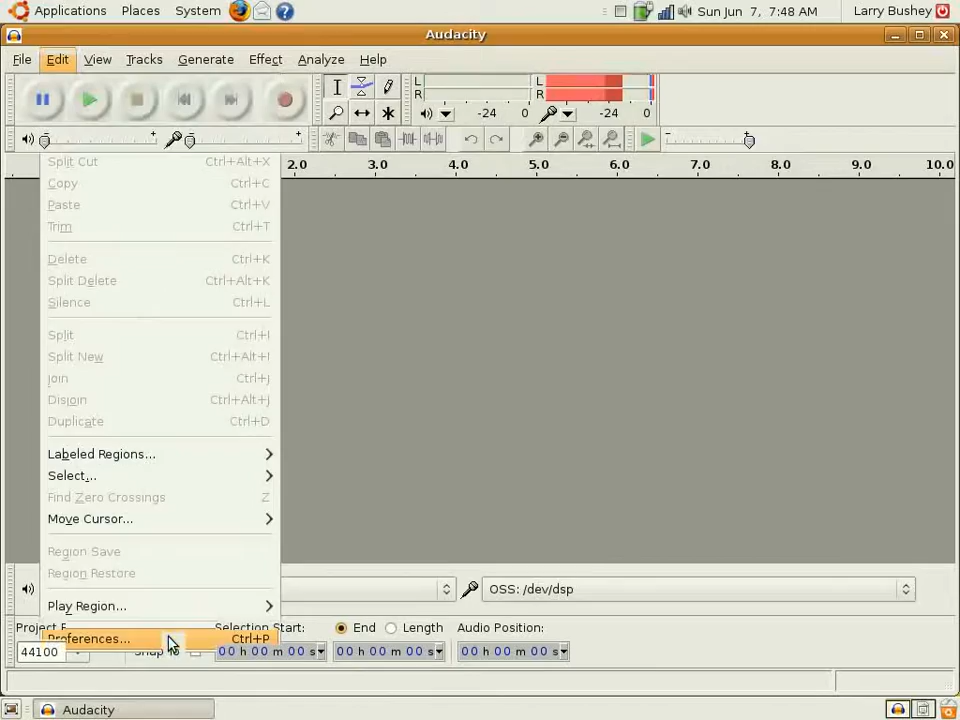 Applications Places System Sun Jun 7, 7:48 AM Larry Bushey
Audacity
File Edit View Tracks Generate Effect Analyze Help
L R -24 0 L R -24 0
- + - + - +
2.0 3.0 4.0 5.0 6.0 7.0 8.0 9.0 10.0
Split Cut Ctrl+Alt+X
Copy Ctrl+C
Paste Ctrl+V
Trim Ctrl+T
Delete Ctrl+K
Split Delete Ctrl+Alt+K
Silence Ctrl+L
Split Ctrl+I
Split New Ctrl+Alt+I
Join Ctrl+J
Disjoin Ctrl+Alt+J
Duplicate Ctrl+D
Labeled Regions...
Select...
Find Zero Crossings Z
Move Cursor...
Region Save
Region Restore
OSS: /dev/dsp
Play Region...
Project Selection Start: End Length Audio Position:
Preferences... Ctrl+P
44100 Snap To 00 h 00 m 00 s 00 h 00 m 00 s 00 h 00 m 00 s
Audacity